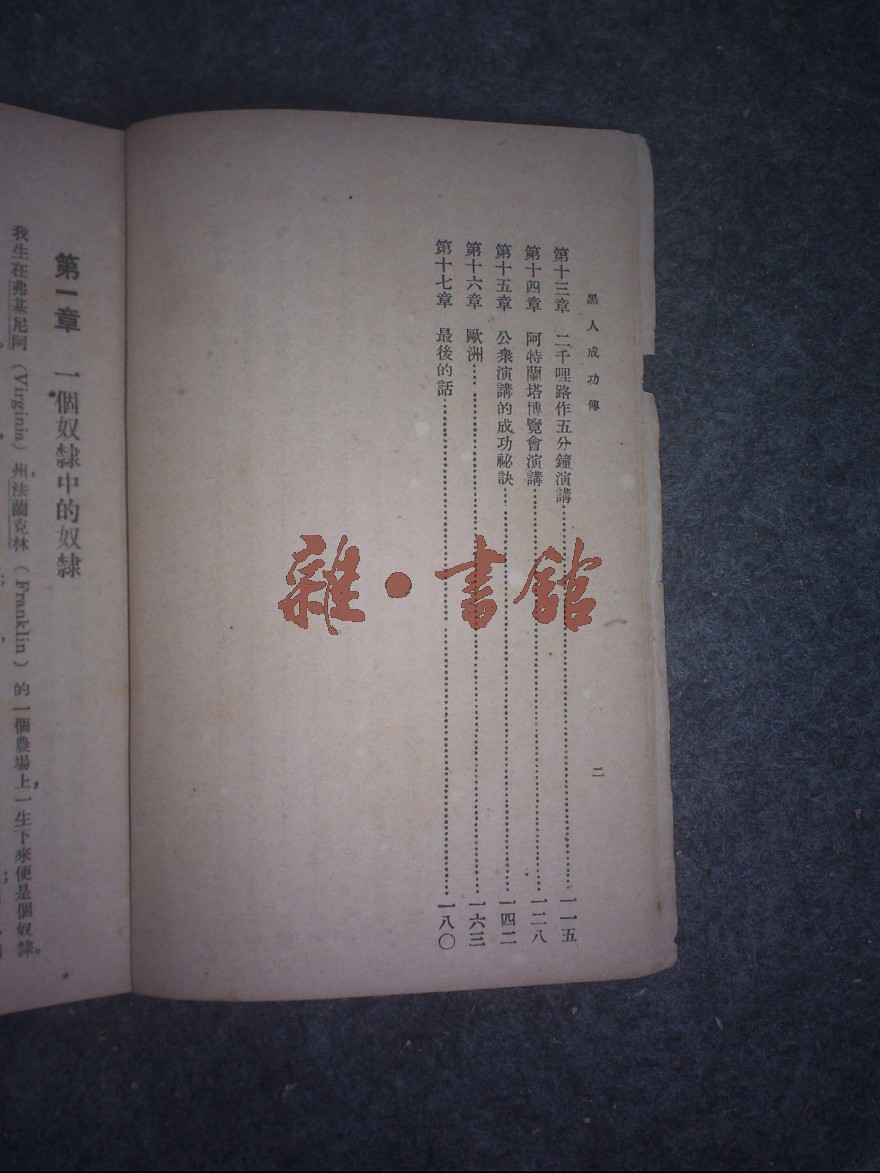 黑人成功傳
第十三章 二千哩路作五分鐘演講……一一五
第十四章 阿特蘭塔博覽會演講……一二八
第十五章 公衆演講的成功祕訣……一四二
第十六章 歐洲……一六三
第十七章 最後的話……一八〇
二
第一章 一個奴隸中的奴隸
我生在弗基尼阿（Virginia）州法蘭克林（Franklin）的一個農場上，一生下來便是個奴隸。
雜·書館